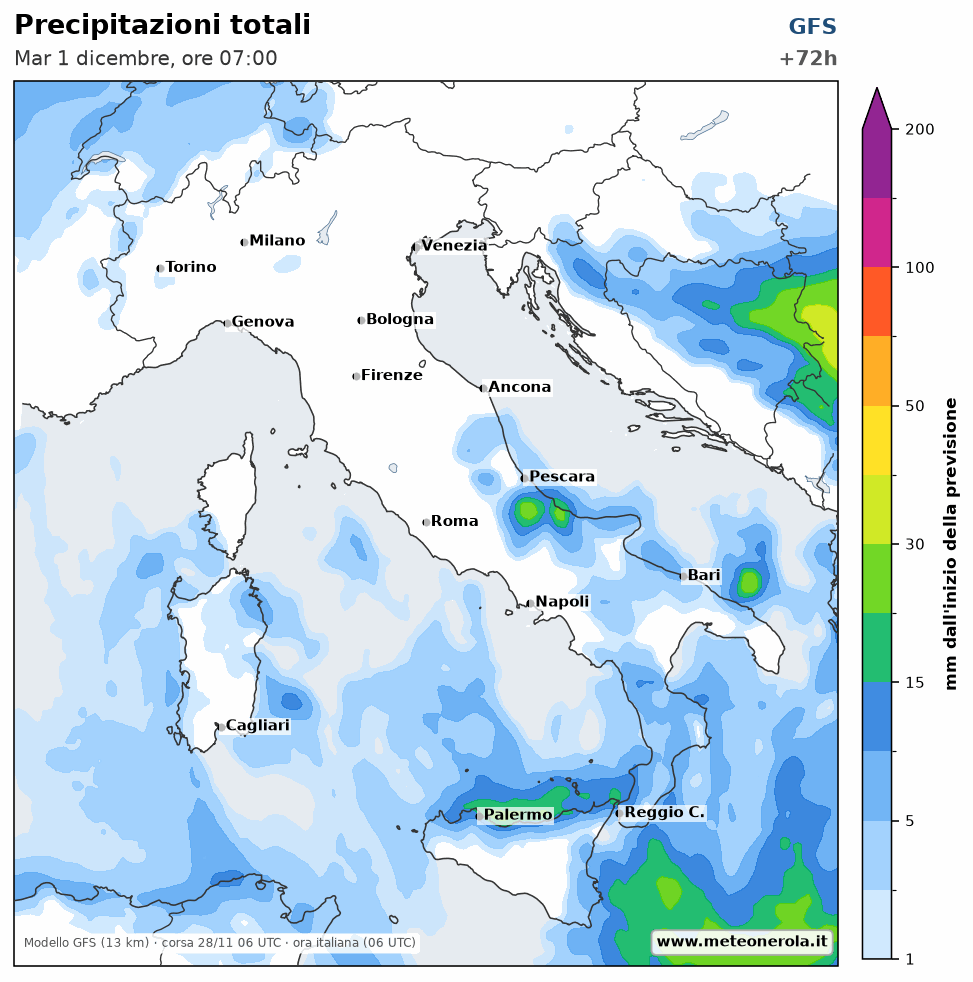 Precipitazioni totali
GFS
Mar 1 dicembre, ore 07:00
+72h
Milano
Venezia
Torino
Genova
Bologna
Firenze
Ancona
Pescara
Roma
Bari
Napoli
Cagliari
Palermo
Reggio C.
Modello GFS (13 km) · corsa 28/11 06 UTC · ora italiana (06 UTC)
www.meteonerola.it
200
100
50
30
15
5
1
mm dall'inizio della previsione